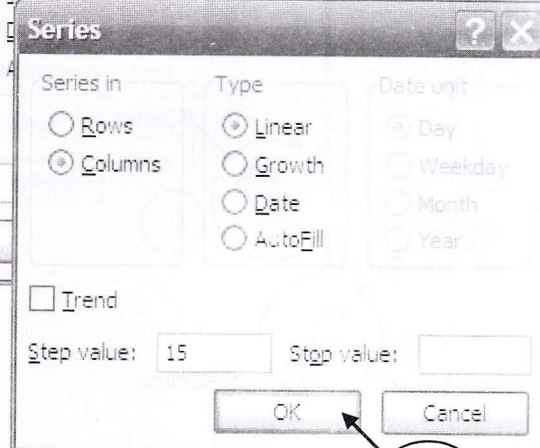 Series
Series in
Type
Date unit
Rows
Linear
Day
Columns
Growth
Weekday
Date
Month
AutoFill
Year
Trend
Step value: 15
Stop value:
OK
Cancel